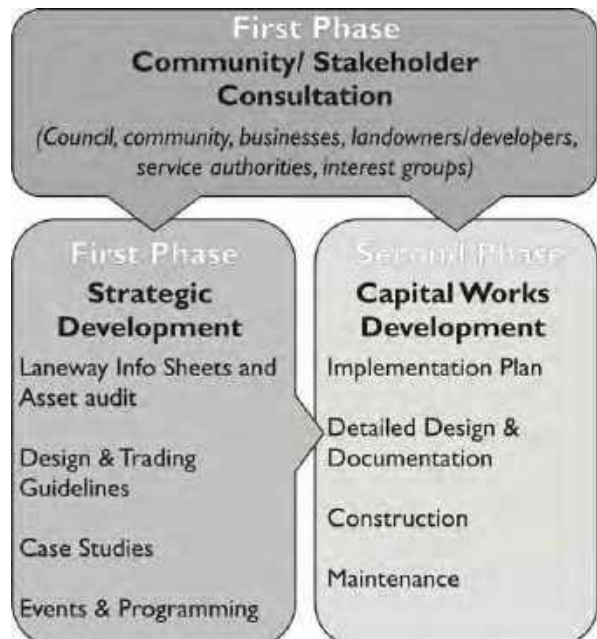 First Phase
Community/ Stakeholder
Consultation
(Council, community, businesses, landowners/developers,
service authorities, interest groups)
First Phase
Strategic
Development
Laneway Info Sheets and
Asset audit
Design & Trading
Guidelines
Case Studies
Events & Programming
Second Phase
Capital Works
Development
Implementation Plan
Detailed Design &
Documentation
Construction
Maintenance